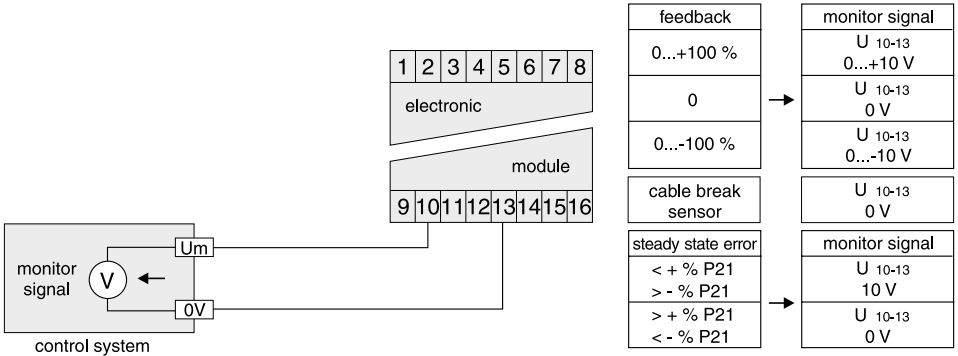 1 2 3 4 5 6 7 8
electronic
module
9 10 11 12 13 14 15 16
Um
monitor
signal
V
0V
control system
feedback
0...+100 %
0
0...-100 %
monitor signal
U 10-13
0...+10 V
U 10-13
0 V
U 10-13
0...-10 V
cable break
sensor
U 10-13
0 V
steady state error
< + % P21
> - % P21
> + % P21
< - % P21
monitor signal
U 10-13
10 V
U 10-13
0 V